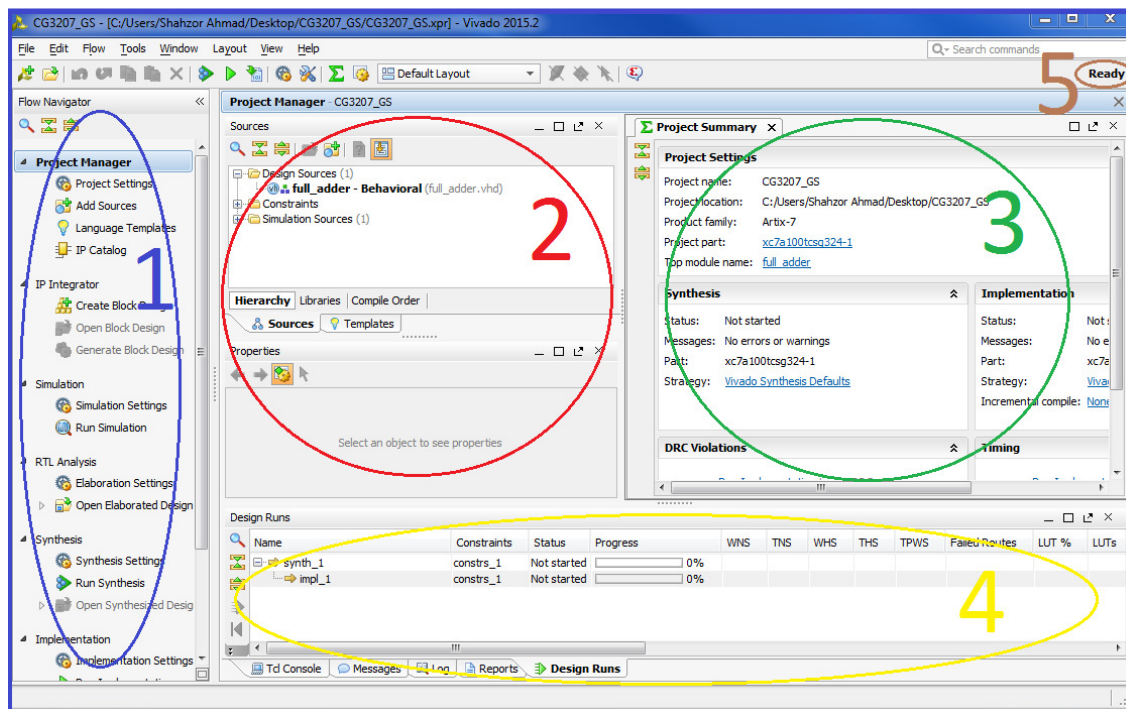 CG3207_GS - [C:/Users/Shahzor Ahmad/Desktop/CG3207_GS/CG3207_GS.xpr] - Vivado 2015.2
File Edit Flow Tools Window Layout View Help
Search commands
Default Layout
5
Ready
Flow Navigator
Project Manager
Project Settings
Add Sources
Language Templates
IP Catalog
1
IP Integrator
Create Block Design
Open Block Design
Generate Block Design
Simulation
Simulation Settings
Run Simulation
RTL Analysis
Elaboration Settings
Open Elaborated Design
Synthesis
Synthesis Settings
Run Synthesis
Open Synthesized Desig
Implementation
Implementation Settings
Project Manager - CG3207_GS
Sources
Design Sources (1)
full_adder - Behavioral (full_adder.vhd)
Constraints
Simulation Sources (1)
2
Hierarchy Libraries Compile Order
Sources Templates
Properties
Select an object to see properties
Project Summary
Project Settings
Project name: CG3207_GS
Project location: C:/Users/Shahzor Ahmad/Desktop/CG3207_GS
Product family: Artix-7
Project part: xc7a100tcsg324-1
Top module name: full_adder
3
Synthesis
Status: Not started
Messages: No errors or warnings
Part: xc7a100tcsg324-1
Strategy: Vivado Synthesis Defaults
Implementation
Status: Not s
Messages: No e
Part: xc7a
Strategy: Vivad
Incremental compile: None
DRC Violations
Timing
Design Runs
Name Constraints Status Progress WNS TNS WHS THS TPWS Failed Routes LUT % LUTs
synth_1 constrs_1 Not started 0%
impl_1 constrs_1 Not started 0%
4
Tcl Console Messages Log Reports Design Runs